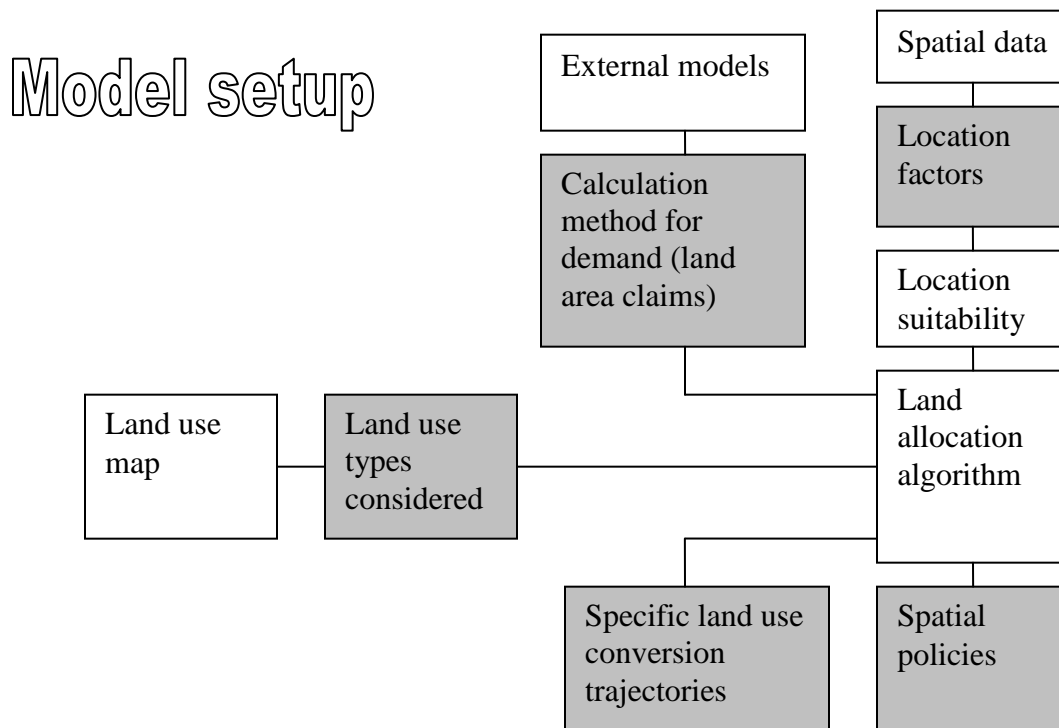 Model setup
External models
Spatial data
Calculation
method for
demand (land
area claims)
Location
factors
Location
suitability
Land use
map
Land use
types
considered
Land
allocation
algorithm
Specific land use
conversion
trajectories
Spatial
policies